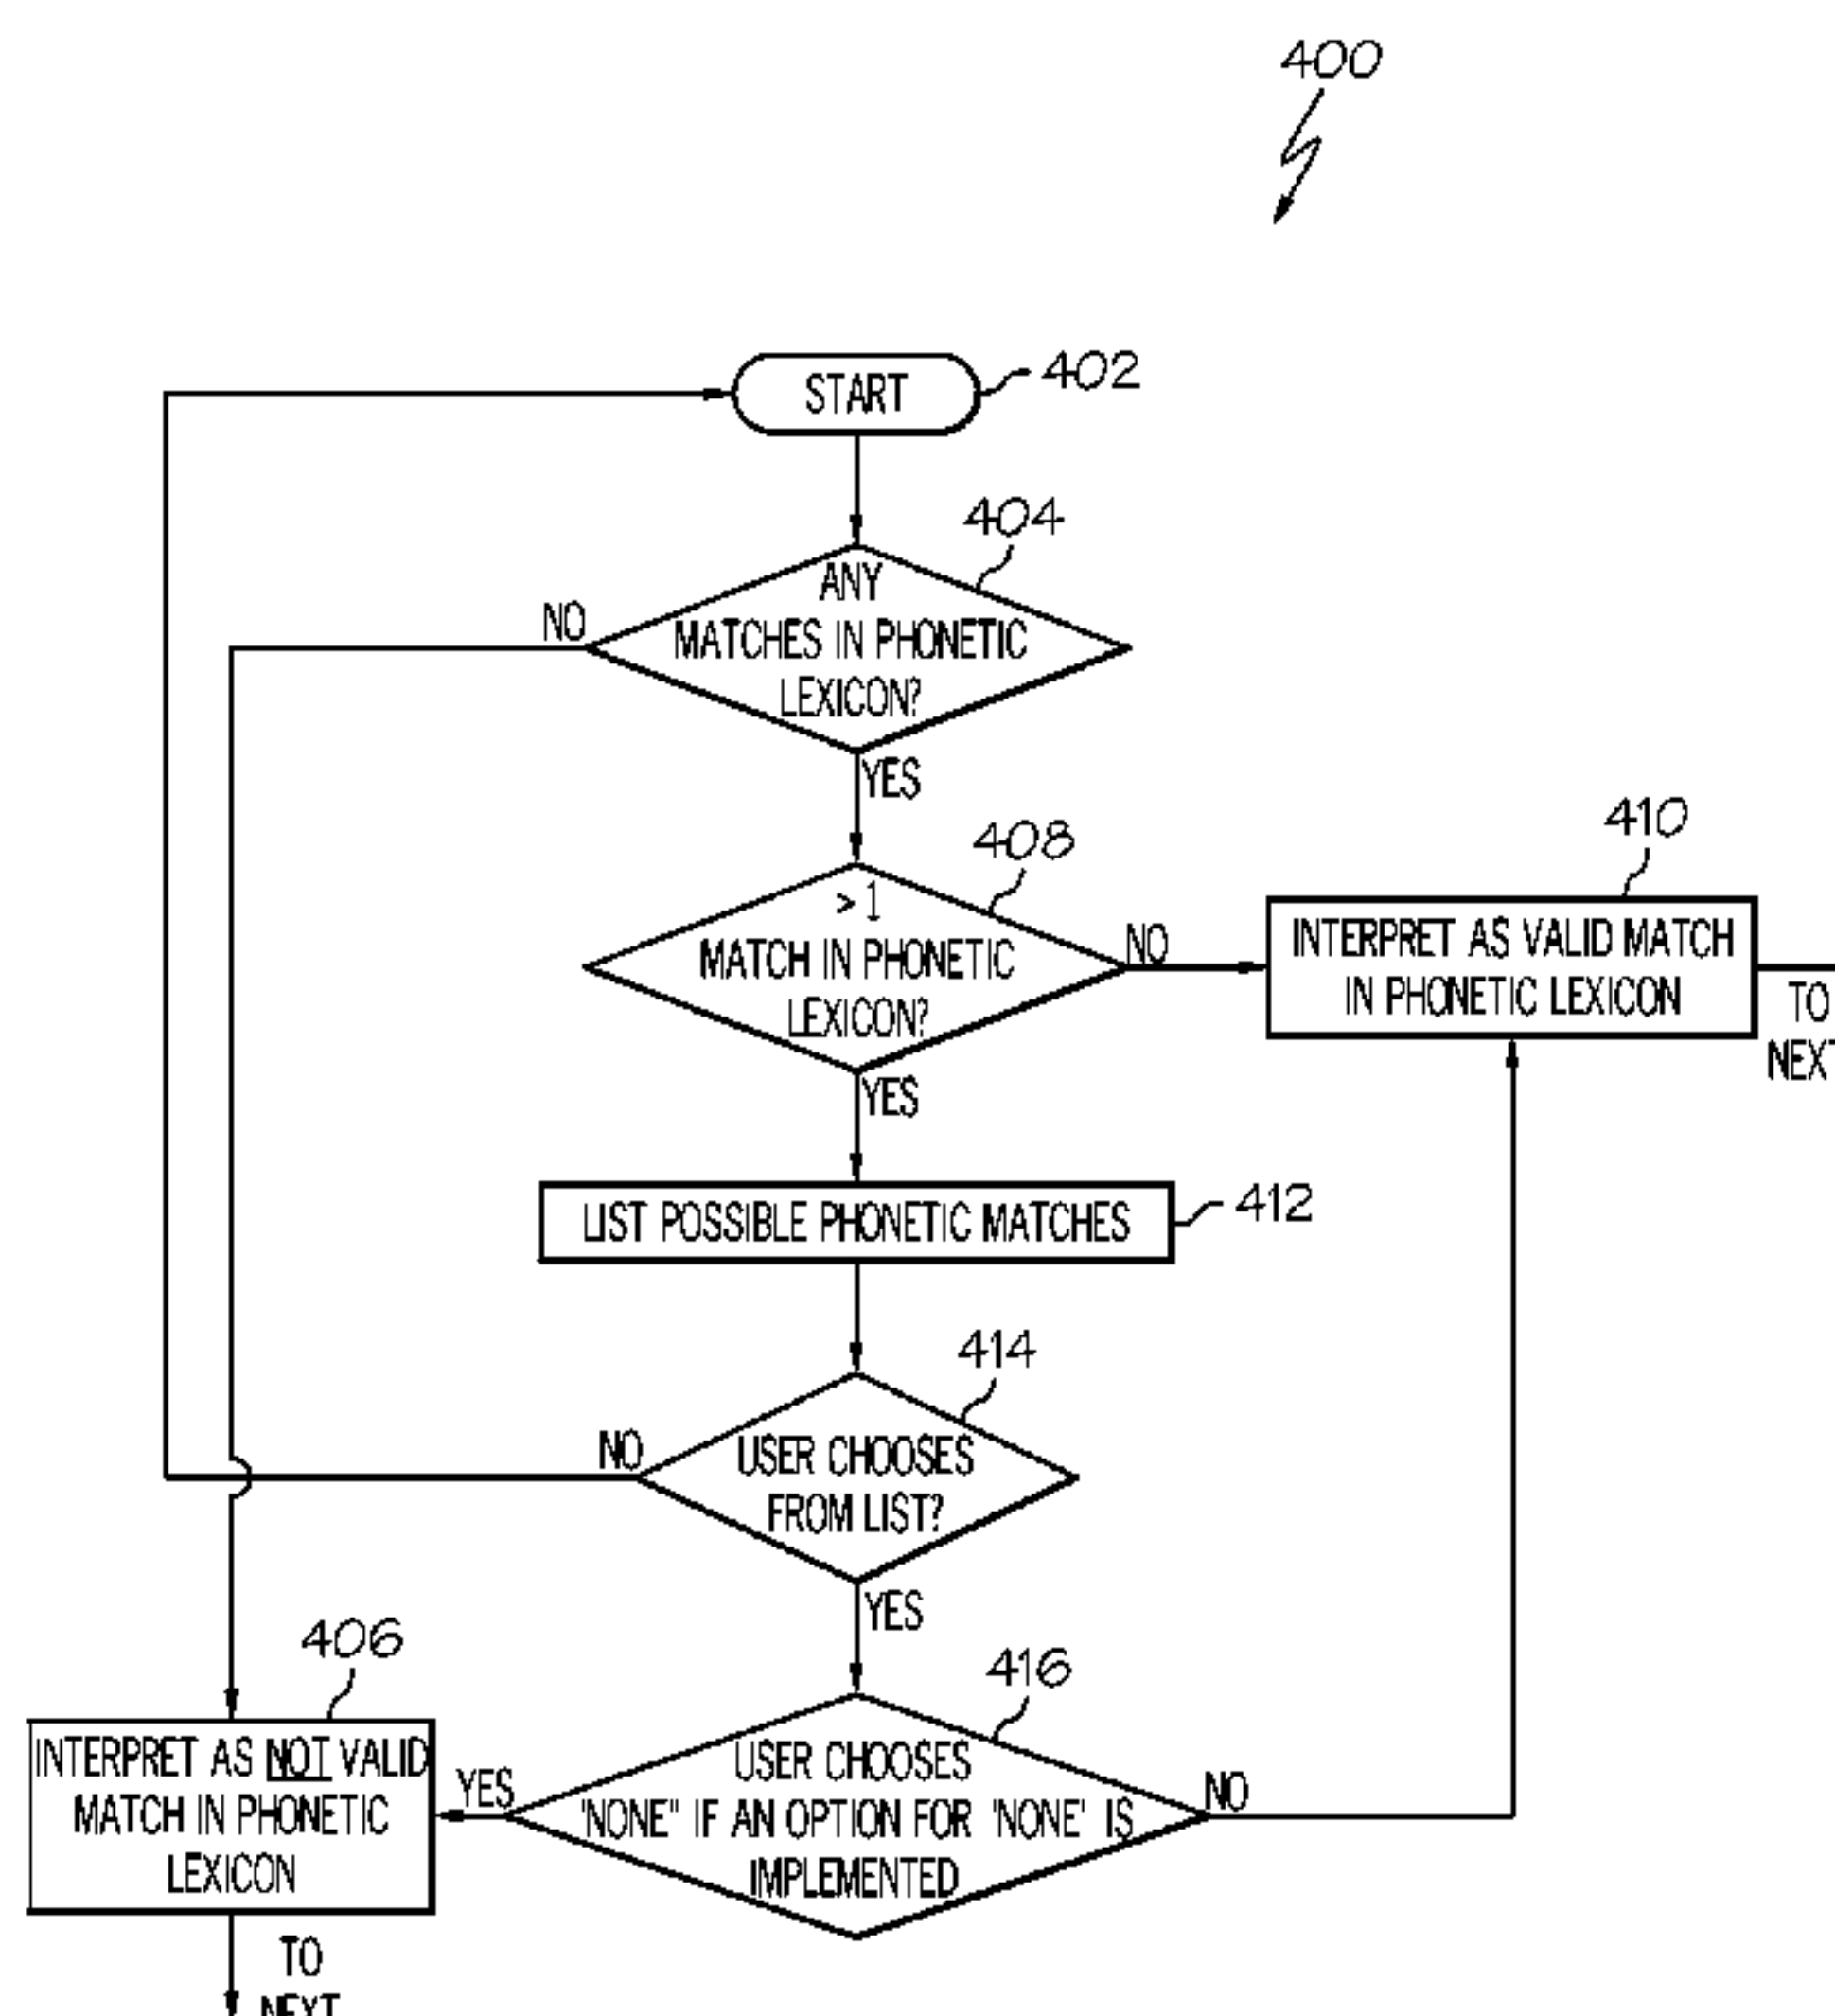 400
START
402
404
ANY
MATCHES IN PHONETIC
LEXICON?
NO
YES
408
> 1
MATCH IN PHONETIC
LEXICON?
NO
YES
410
INTERPRET AS VALID MATCH
IN PHONETIC LEXICON
TO
LIST POSSIBLE PHONETIC MATCHES
412
414
USER CHOOSES
FROM LIST?
NO
YES
406
INTERPRET AS NOT VALID
MATCH IN PHONETIC
LEXICON
416
USER CHOOSES
'NONE" IF AN OPTION FOR 'NONE' IS
IMPLEMENTED
YES
NO
TO
NEXT